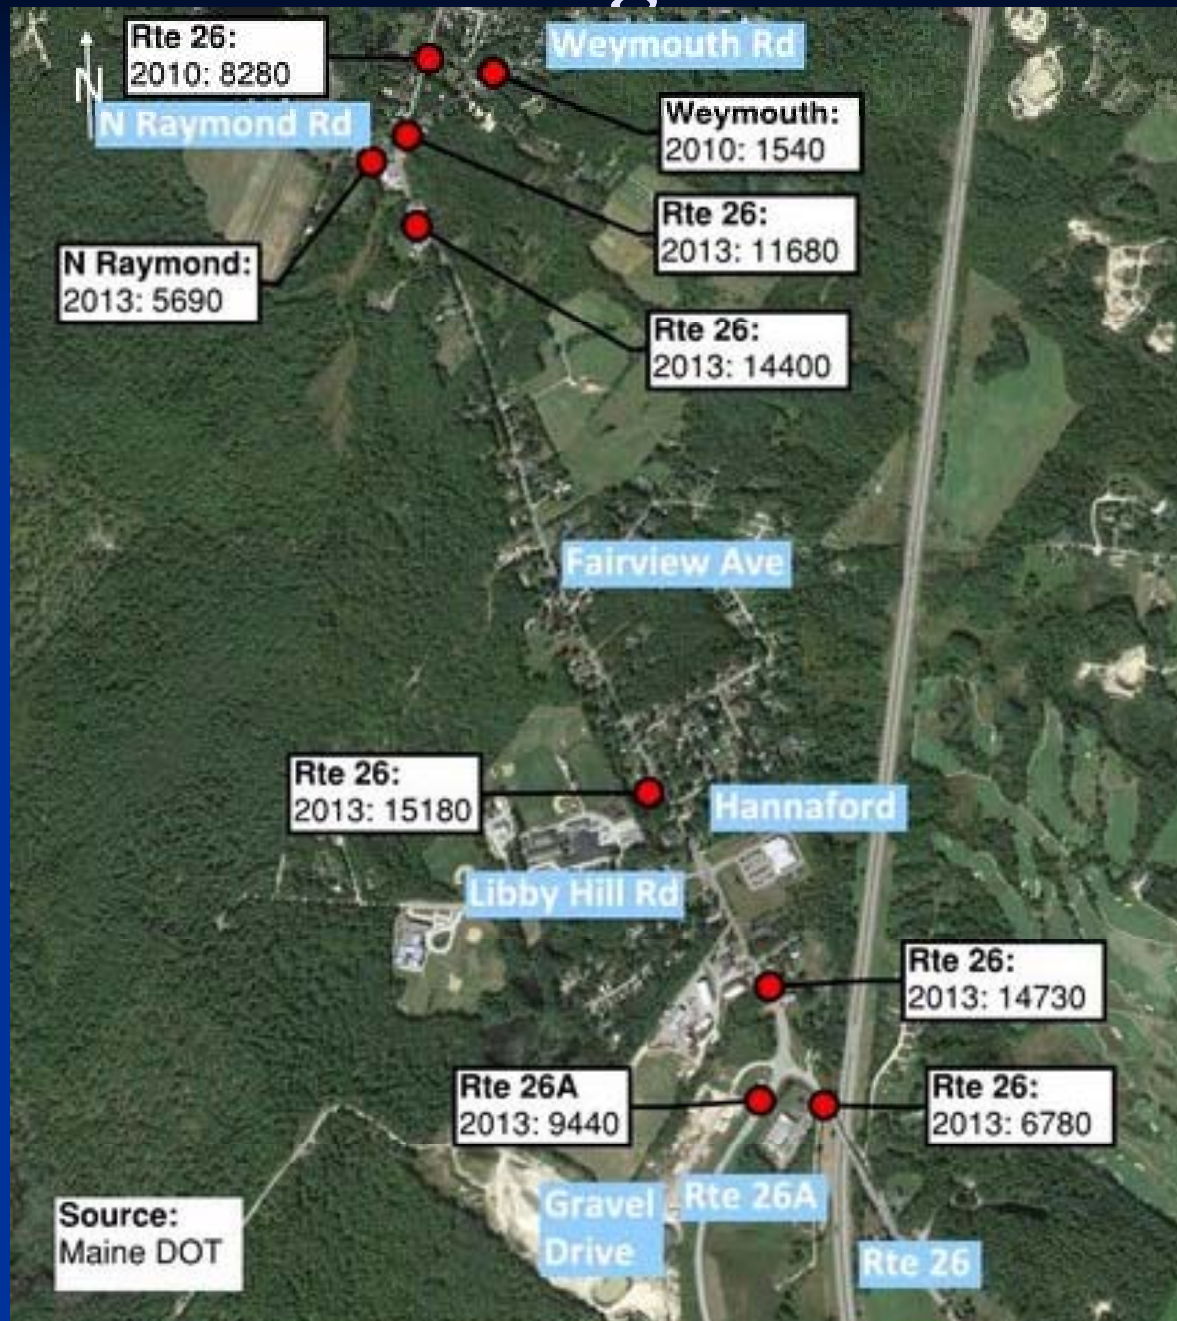 Rte 26:
2010: 8280
Weymouth Rd
N
N Raymond Rd
Weymouth:
2010: 1540
Rte 26:
2013: 11680
N Raymond:
2013: 5690
Rte 26:
2013: 14400
Fairview Ave
Rte 26:
2013: 15180
Hannaford
Libby Hill Rd
Rte 26:
2013: 14730
Rte 26A
2013: 9440
Rte 26:
2013: 6780
Gravel
Drive
Rte 26A
Source:
Maine DOT
Rte 26